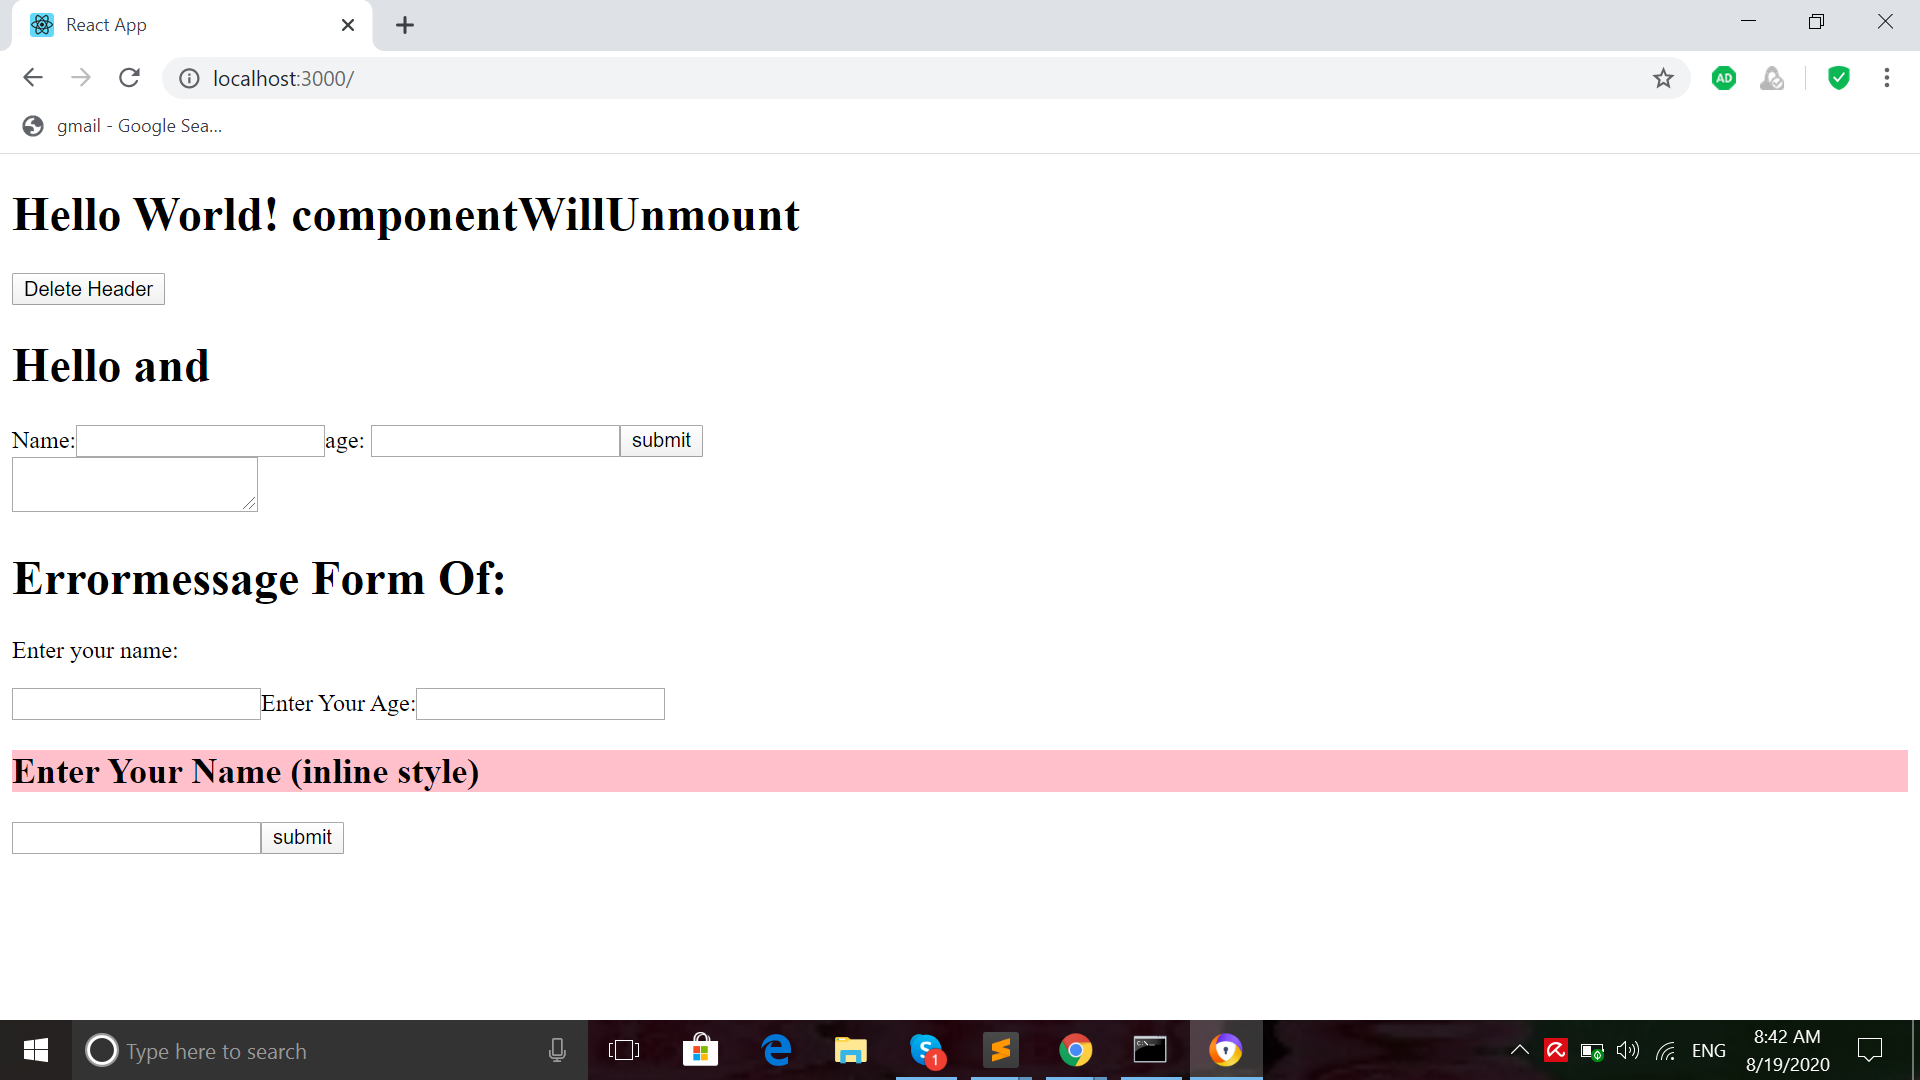 React App
localhost:3000/
AD
gmail - Google Sea...
Hello World! componentWillUnmount
Delete Header
Hello and
Name: age: submit
Errormessage Form Of:
Enter your name:
Enter Your Age:
Enter Your Name (inline style)
submit
Type here to search
S 1
ENG
8:42 AM
8/19/2020